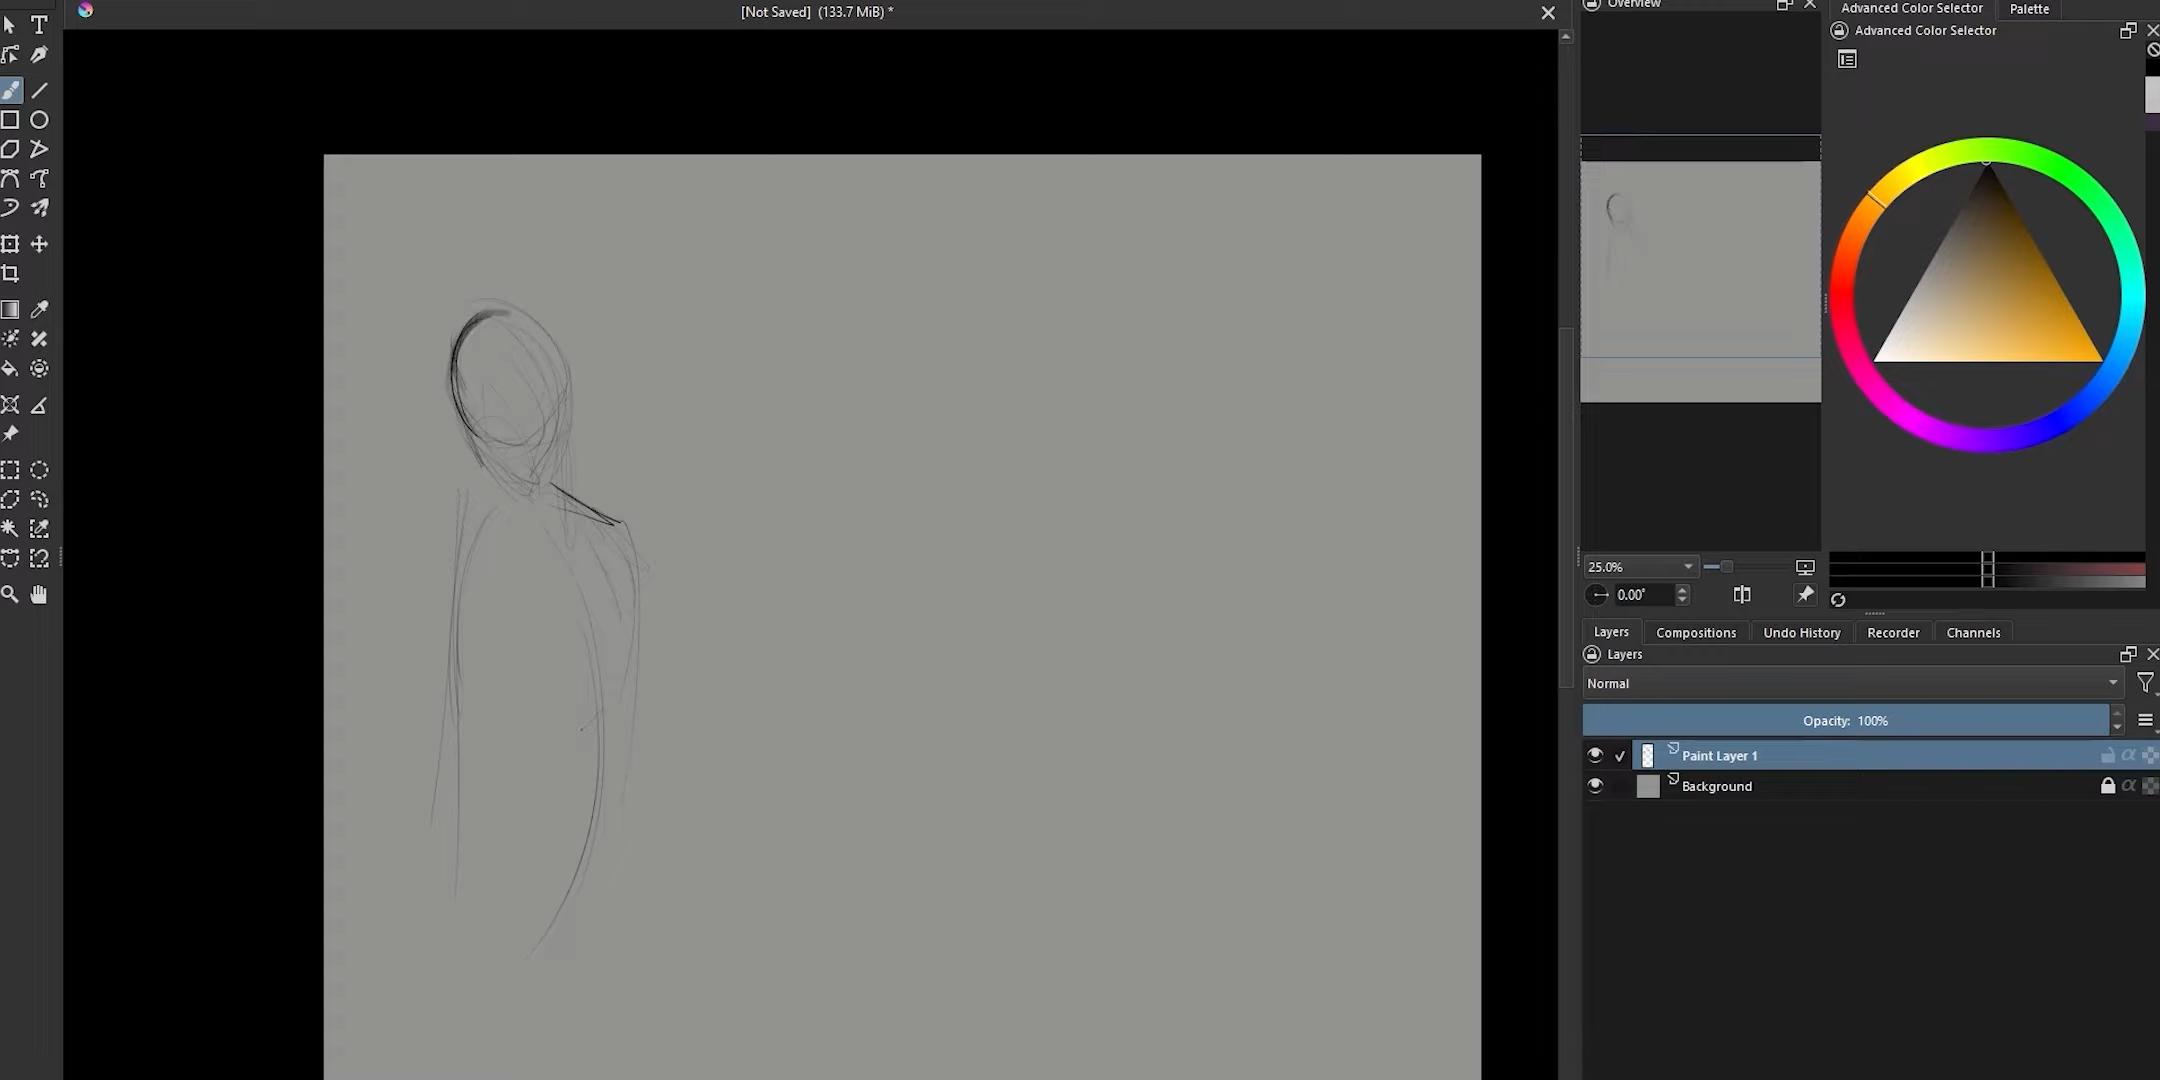 [Not Saved] (133.7 MiB) *
Overview
Advanced Color Selector
Palette
Advanced Color Selector
25.0%
0.00°
Layers
Compositions
Undo History
Recorder
Channels
Layers
Normal
Opacity: 100%
Paint Layer 1
Background